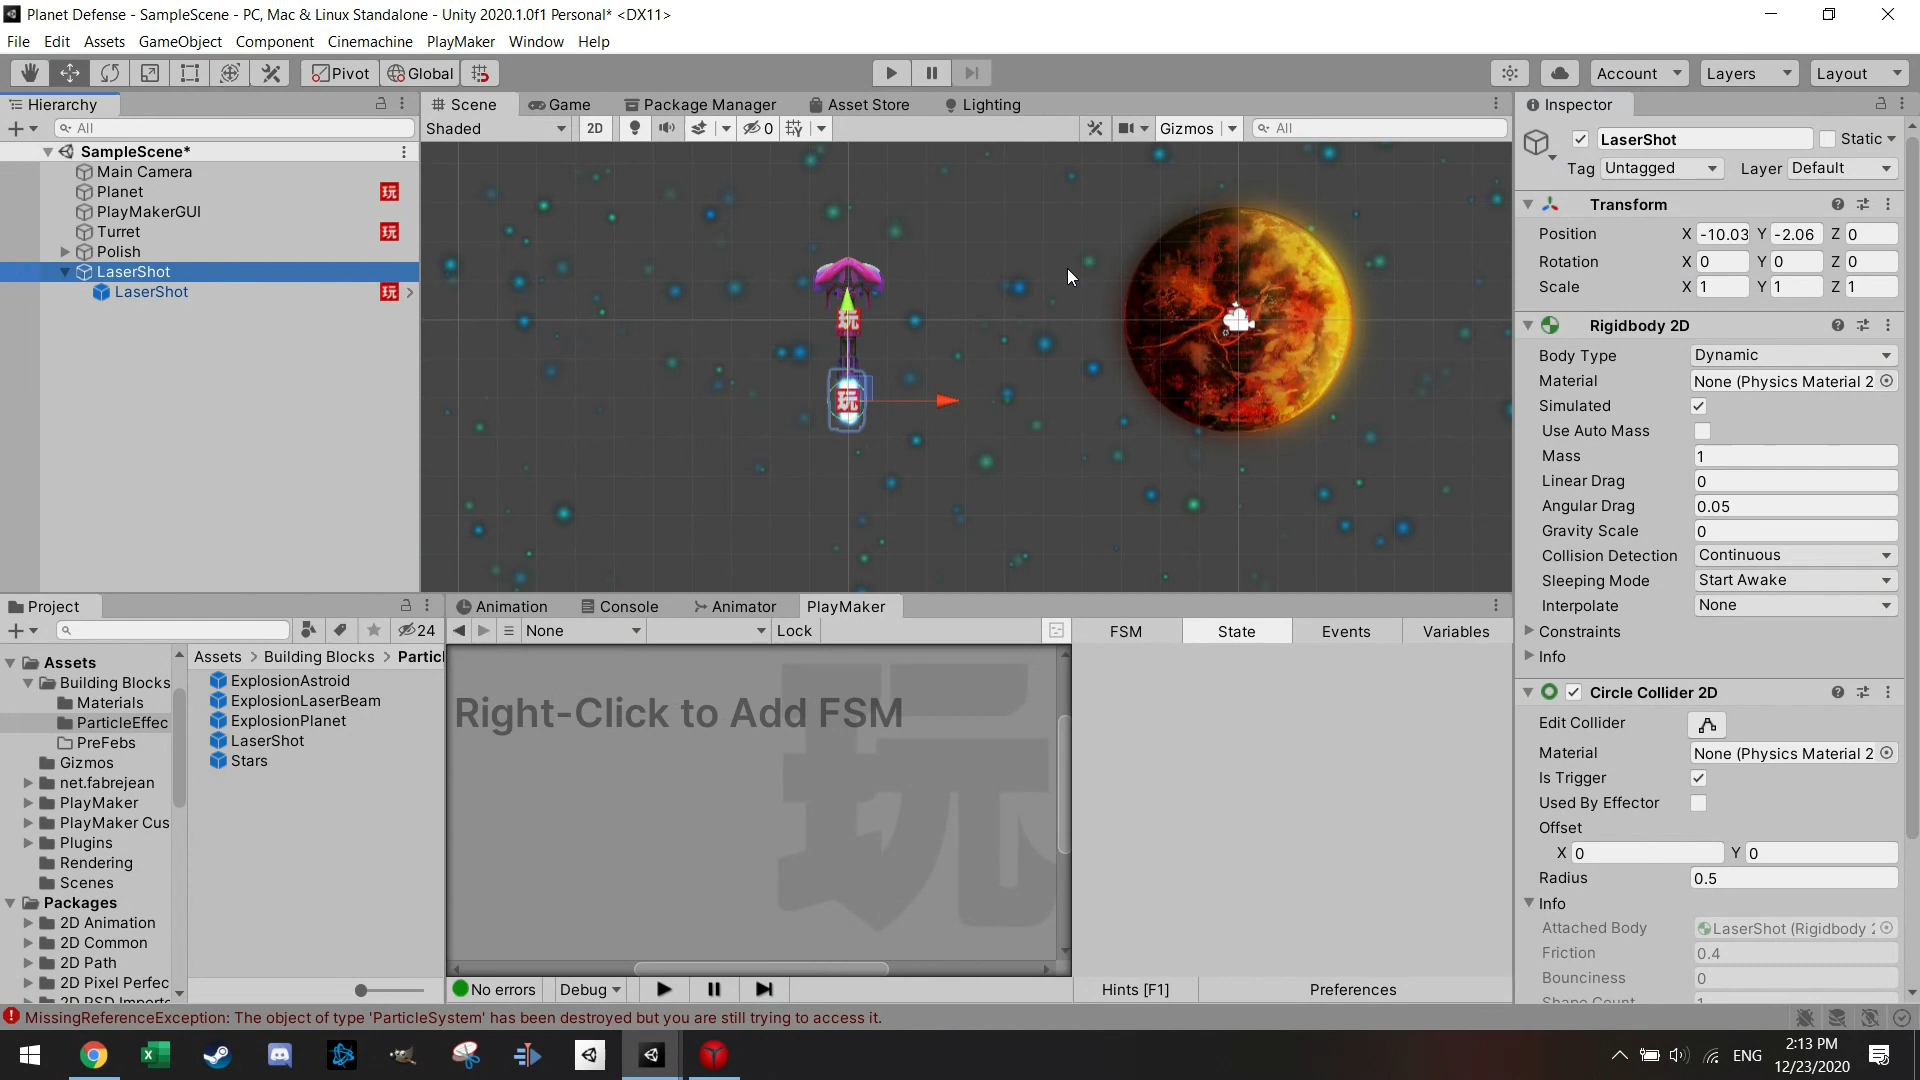 Planet Defense - SampleScene - PC, Mac & Linux Standalone - Unity 2020.1.0f1 Personal* <DX11>
File Edit Assets GameObject Component Cinemachine PlayMaker Window Help
Pivot Global Account Layers Layout
Hierarchy
All
SampleScene*
Main Camera
Planet 玩
PlayMakerGUI
Turret 玩
Polish
LaserShot
LaserShot 玩
Scene Game Package Manager Asset Store Lighting
Shaded 2D 0 Gizmos All
玩
玩
Inspector
LaserShot Static
Tag Untagged Layer Default
Transform
Position X -10.03 Y -2.06 Z 0
Rotation X 0 Y 0 Z 0
Scale X 1 Y 1 Z 1
Rigidbody 2D
Body Type Dynamic
Material None (Physics Material 2
Simulated
Use Auto Mass
Mass 1
Linear Drag 0
Angular Drag 0.05
Gravity Scale 0
Collision Detection Continuous
Sleeping Mode Start Awake
Interpolate None
Constraints
Info
Circle Collider 2D
Edit Collider
Material None (Physics Material 2
Is Trigger
Used By Effector
Offset
X 0 Y 0
Radius 0.5
Info
Attached Body LaserShot (Rigidbody
Friction 0.4
Bounciness 0
Project
24
Assets
Building Blocks
Materials
ParticleEffec
PreFebs
Gizmos
net.fabrejean
PlayMaker
PlayMaker Cus
Plugins
Rendering
Scenes
Packages
2D Animation
2D Common
2D Path
2D Pixel Perfec
Assets > Building Blocks > Particl
ExplosionAstroid
ExplosionLaserBeam
ExplosionPlanet
LaserShot
Stars
Animation Console Animator PlayMaker
None Lock FSM State Events Variables
Right-Click to Add FSM
玩
No errors Debug Hints [F1] Preferences
MissingReferenceException: The object of type 'ParticleSystem' has been destroyed but you are still trying to access it.
ENG 2:13 PM
12/23/2020